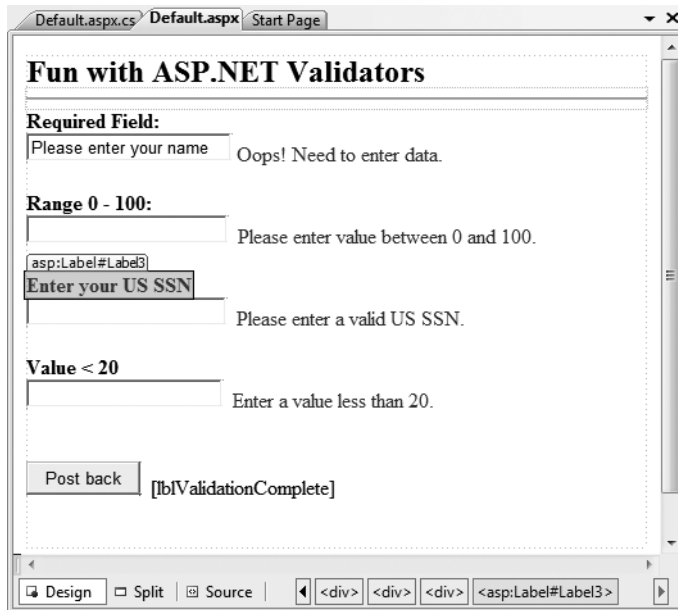 Default.aspx.cs Default.aspx Start Page
Fun with ASP.NET Validators
Required Field:
Please enter your name Oops! Need to enter data.
Range 0 - 100:
Please enter value between 0 and 100.
asp:Label#Label3
Enter your US SSN
Please enter a valid US SSN.
Value < 20
Enter a value less than 20.
Post back [lblValidationComplete]
Design Split Source <div> <div> <div> <asp:Label#Label3>